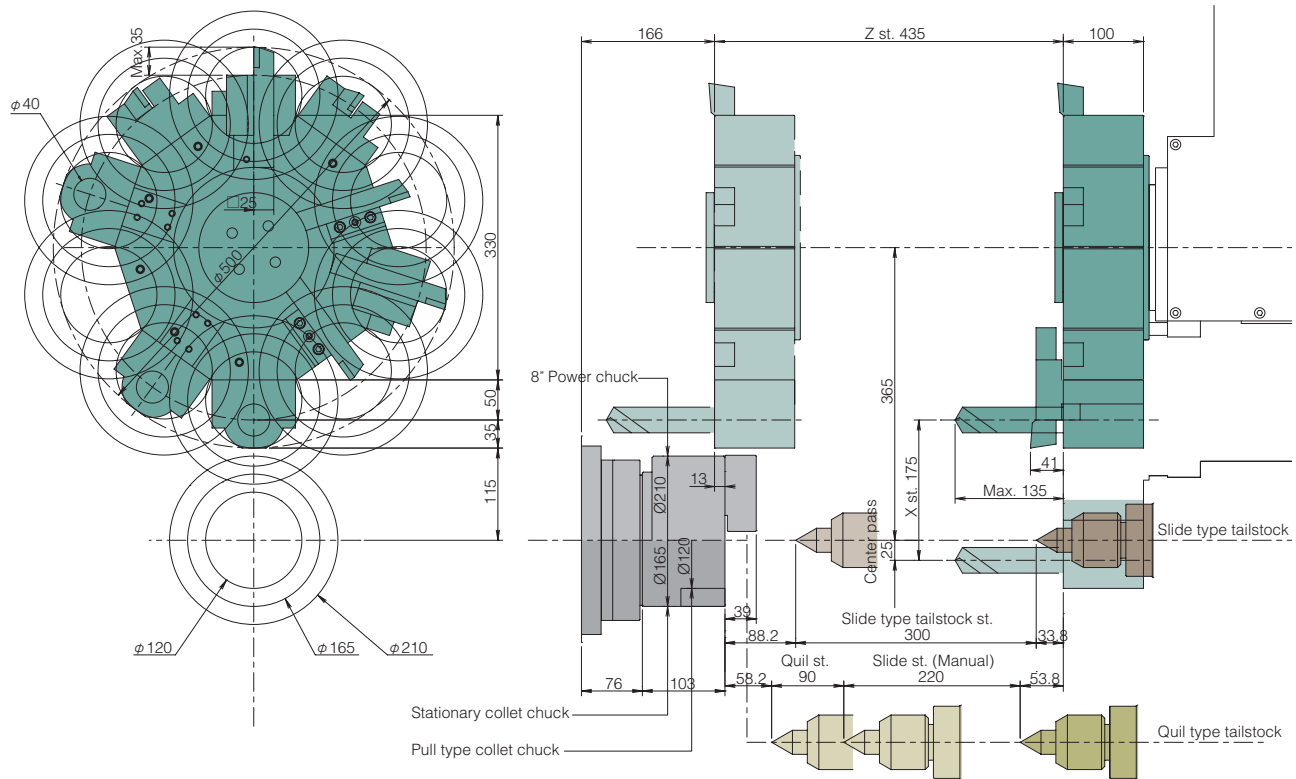 166
Z st. 435
100
Max. 35
φ40
□25
φ500
330
50
35
115
365
8" Power chuck
13
Ø210
Ø165
Ø120
41
Max. 135
X st. 175
Center pass
25
Slide type tailstock
39
Slide type tailstock st.
88.2
300
33.8
φ120
φ165
φ210
Quil st.
Slide st. (Manual)
76
103
58.2
90
220
53.8
Stationary collet chuck
Pull type collet chuck
Quil type tailstock